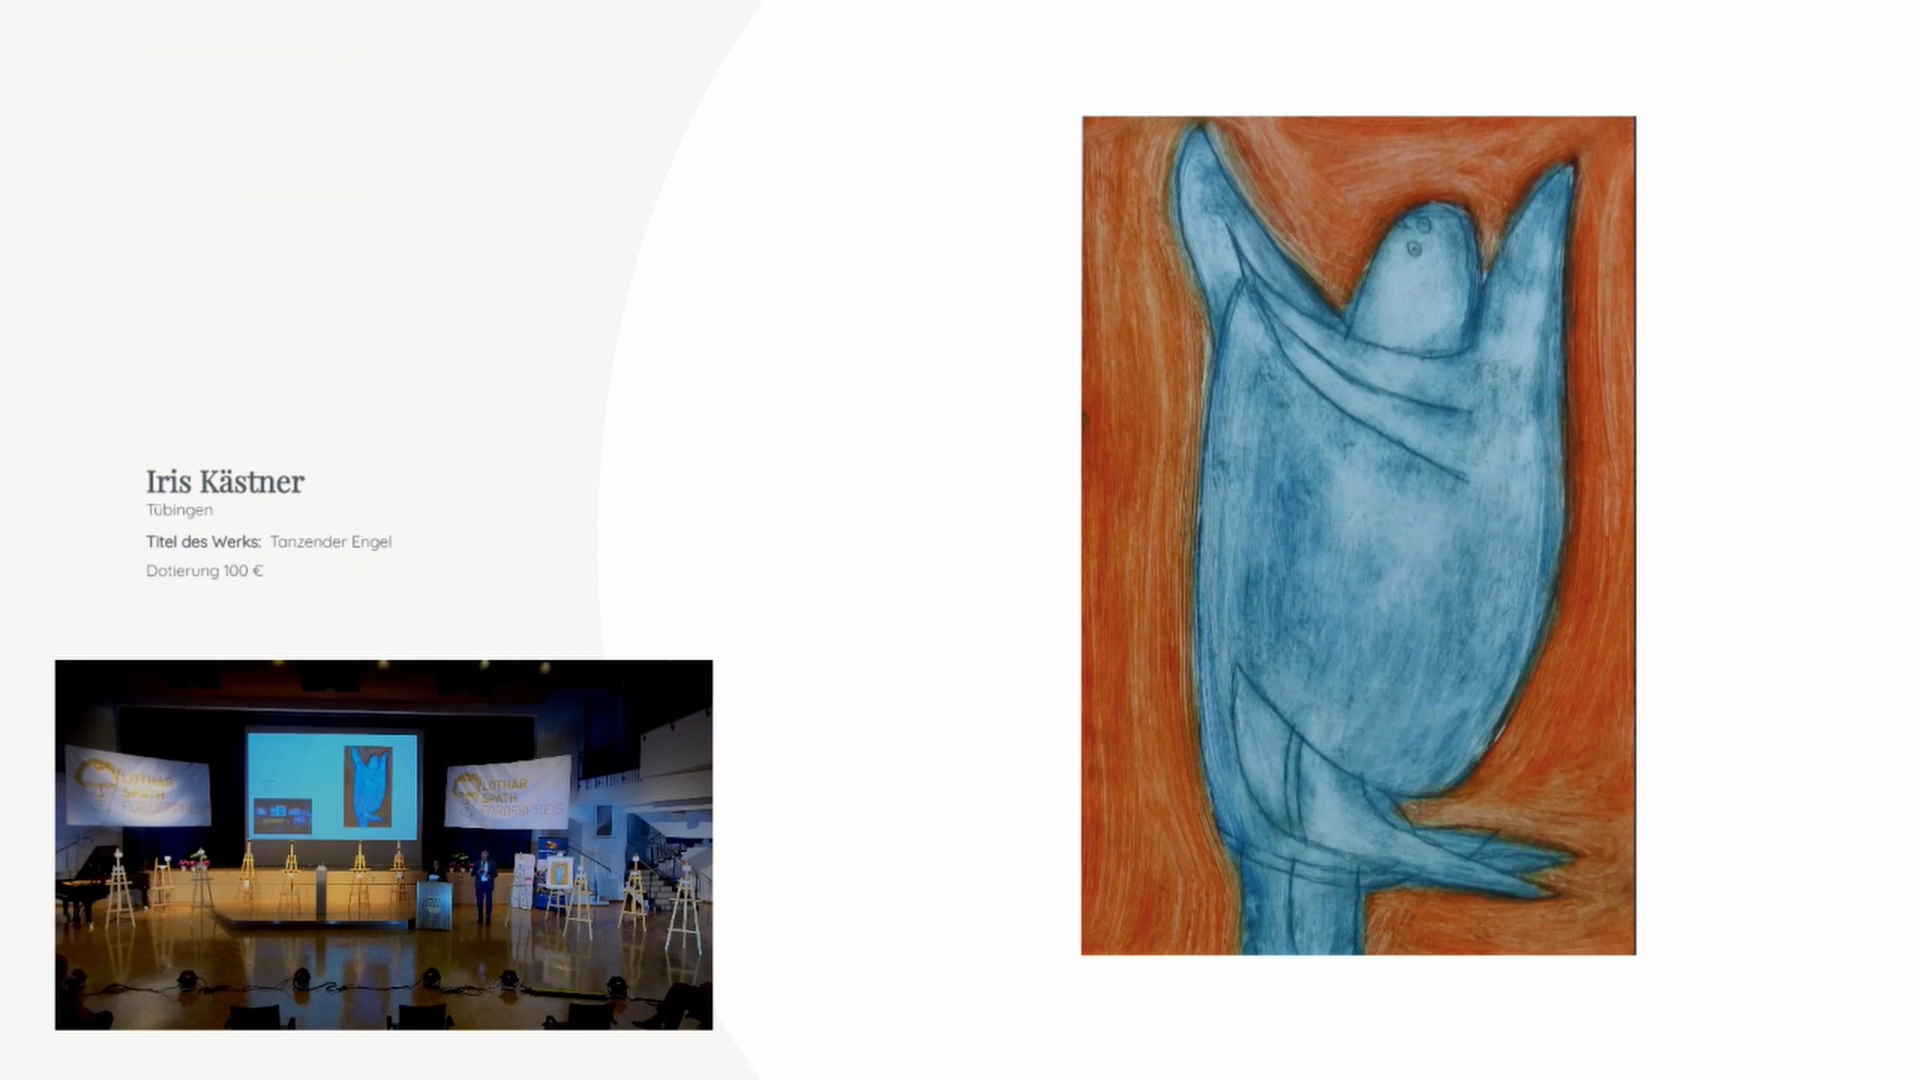 Iris Kästner
Tübingen
Titel des Werks: Tanzender Engel
Dotierung 100 €
LOTHAR
SPÄTH
FÖRDERPREIS
LOTHAR
SPÄTH
FÖRDERPREIS